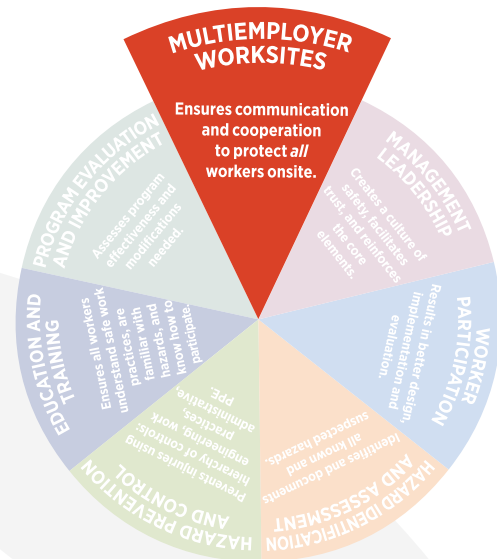 MULTIEMPLOYER
WORKSITES
Ensures communication
and cooperation
to protect all
workers onsite.
MANAGEMENT
LEADERSHIP
Creates a culture of
safety, facilitates
trust, and reinforces
the core
elements.
WORKER
PARTICIPATION
Results in better design,
implementation and
evaluation.
HAZARD IDENTIFICATION
AND ASSESSMENT
Identifies and documents
all known and
suspected hazards.
HAZARD PREVENTION
AND CONTROL
Prevents injuries using
hierarchy of controls:
engineering, work
practices,
administrative,
PPE.
EDUCATION AND
TRAINING
Ensures all workers
understand safe work
practices, are
familiar with
hazards, and
know how to
participate.
PROGRAM EVALUATION
AND IMPROVEMENT
Assesses program
effectiveness and
modifications
needed.